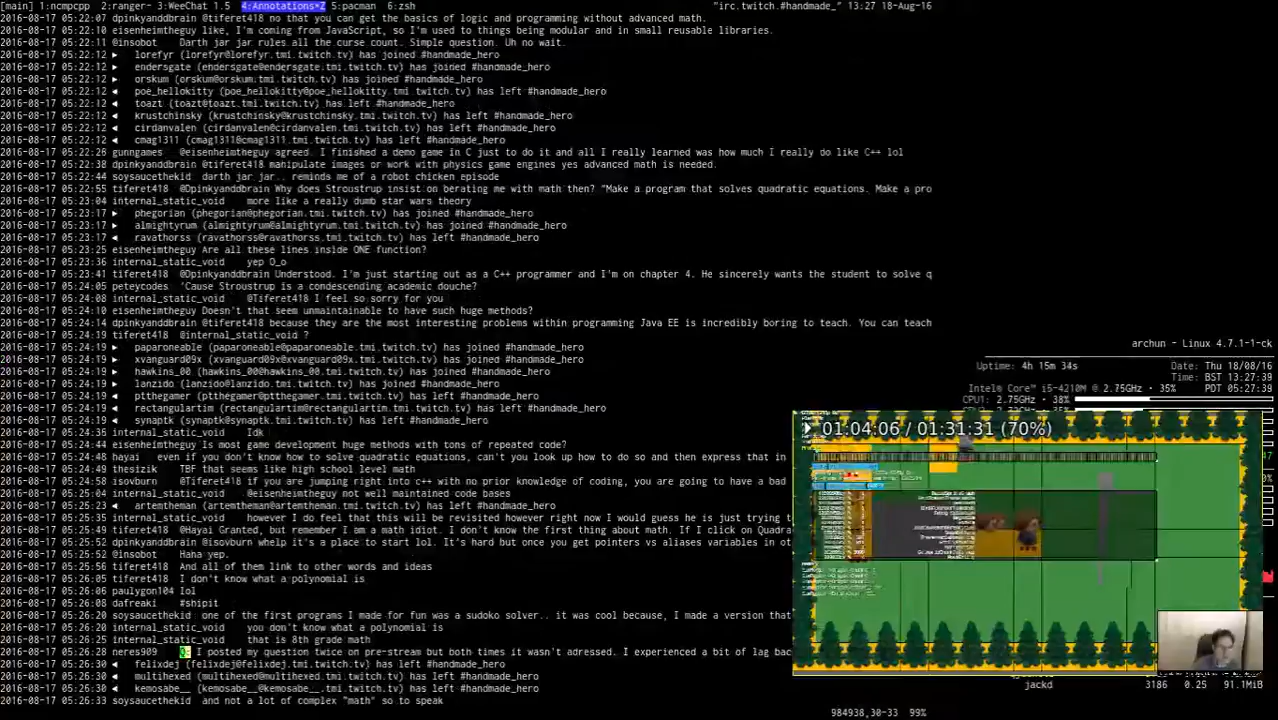 [main] 1:ncmpcpp 2:ranger- 3:WeeChat 1.5 4:Annotations*Z 5:pacman 6:zsh "irc.twitch.#handmade_" 13:27 18-Aug-16
2016-08-17 05:22:07 dpinkyanddbrain @tiferet418 no that you can get the basics of logic and programming without advanced math.
2016-08-17 05:22:10 eisenheimtheguy like, I'm coming from JavaScript, so I'm used to things being modular and in small reusable libraries.
2016-08-17 05:22:11 @insobot Darth jar jar rules all the curse count. Simple question. Uh no wait.
2016-08-17 05:22:11 ► lorefyr (lorefyr@lorefyr.tmi.twitch.tv) has joined #handmade_hero
2016-08-17 05:22:12 ► endersgate (endersgate@endersgate.tmi.twitch.tv) has joined #handmade_hero
2016-08-17 05:22:12 ► orskum (orskum@orskum.tmi.twitch.tv) has joined #handmade_hero
2016-08-17 05:22:12 ◄ poe_hellokitty (poe_hellokitty@poe_hellokitty.tmi.twitch.tv) has left #handmade_hero
2016-08-17 05:22:12 ◄ toazt (toazt@toazt.tmi.twitch.tv) has left #handmade_hero
2016-08-17 05:22:12 ◄ krustchinsky (krustchinsky@krustchinsky.tmi.twitch.tv) has left #handmade_hero
2016-08-17 05:22:12 ◄ cirdanvalen (cirdanvalen@cirdanvalen.tmi.twitch.tv) has left #handmade_hero
2016-08-17 05:22:12 ◄ cmag1311 (cmag1311@cmag1311.tmi.twitch.tv) has left #handmade_hero
2016-08-17 05:22:26 gunngames @eisenheimtheguy agreed. I finished a demo game in C just to do it and all I really learned was how much I really do like C++ lol
2016-08-17 05:22:38 dpinkyanddbrain @tiferet418 manipulate images or work with physics game engines yes advanced math is needed.
2016-08-17 05:22:44 soysaucethekid darth jar jar.. reminds me of a robot chicken episode
2016-08-17 05:22:55 tiferet418 @Dpinkyanddbrain Why does Stroustrup insist on berating me with math then? "Make a program that solves quadratic equations. Make a pro
2016-08-17 05:23:04 internal_static_void more like a really dumb star wars theory
2016-08-17 05:23:17 ► phegorian (phegorian@phegorian.tmi.twitch.tv) has joined #handmade_hero
2016-08-17 05:23:17 ► almightyrum (almightyrum@almightyrum.tmi.twitch.tv) has joined #handmade_hero
2016-08-17 05:23:17 ◄ ravathorss (ravathorss@ravathorss.tmi.twitch.tv) has left #handmade_hero
2016-08-17 05:23:25 eisenheimtheguy Are all these lines inside ONE function?
2016-08-17 05:23:36 internal_static_void yep O_o
2016-08-17 05:23:41 tiferet418 @Dpinkyanddbrain Understood. I'm just starting out as a C++ programmer and I'm on chapter 4. He sincerely wants the student to solve q
2016-08-17 05:24:05 peteycodes 'Cause Stroustrup is a condescending academic douche?
2016-08-17 05:24:08 internal_static_void @Tiferet418 I feel so sorry for you
2016-08-17 05:24:10 eisenheimtheguy Doesn't that seem unmaintainable to have such huge methods?
2016-08-17 05:24:14 dpinkyanddbrain @tiferet418 because they are the most interesting problems within programming Java EE is incredibly boring to teach. You can teach
2016-08-17 05:24:19 tiferet418 @internal_static_void ?
2016-08-17 05:24:19 ► paparoneable (paparoneable@paparoneable.tmi.twitch.tv) has joined #handmade_hero
2016-08-17 05:24:19 ► xvanguard09x (xvanguard09x@xvanguard09x.tmi.twitch.tv) has joined #handmade_hero
2016-08-17 05:24:19 ► hawkins_00 (hawkins_00@hawkins_00.tmi.twitch.tv) has joined #handmade_hero
2016-08-17 05:24:19 ► lanzido (lanzido@lanzido.tmi.twitch.tv) has joined #handmade_hero
2016-08-17 05:24:19 ◄ ptthegamer (ptthegamer@ptthegamer.tmi.twitch.tv) has left #handmade_hero
2016-08-17 05:24:19 ◄ rectangulartim (rectangulartim@rectangulartim.tmi.twitch.tv) has left #handmade_hero
2016-08-17 05:24:19 ◄ synaptk (synaptk@synaptk.tmi.twitch.tv) has left #handmade_hero
2016-08-17 05:24:35 internal_static_void Idk
2016-08-17 05:24:44 eisenheimtheguy Is most game development huge methods with tons of repeated code?
2016-08-17 05:24:48 hayai even if you don't know how to solve quadratic equations, can't you look up how to do so and then express that in
2016-08-17 05:24:49 thesizik TBF that seems like high school level math
2016-08-17 05:24:58 bisovburn @Tiferet418 if you are jumping right into c++ with no prior knowledge of coding, you are going to have a bad
2016-08-17 05:25:04 internal_static_void @eisenheimtheguy not well maintained code bases
2016-08-17 05:25:21 ◄ artemtheman (artemtheman@artemtheman.tmi.twitch.tv) has left #handmade_hero
2016-08-17 05:25:35 internal_static_void however I do feel that this will be revisited however right now I would guess he is just trying t
2016-08-17 05:25:49 tiferet418 @Hayai Granted, but remember I am a math idiot. I don't know the first thing about math. If I click on Quadr
2016-08-17 05:25:52 dpinkyanddbrain @bisovburn whelp it's a place to start lol. It's hard but once you get pointers vs aliases variables in ot
2016-08-17 05:25:52 @insobot Haha yep.
2016-08-17 05:25:56 tiferet418 And all of them link to other words and ideas
2016-08-17 05:26:05 tiferet418 I don't know what a polynomial is
2016-08-17 05:26:06 paulygon104 lol
2016-08-17 05:26:08 dafreaki #shipit
2016-08-17 05:26:20 soysaucethekid one of the first programs I made for fun was a sudoko solver.. it was cool because, I made a version that
2016-08-17 05:26:20 internal_static_void you don't know what a polynomial is
2016-08-17 05:26:25 internal_static_void that is 8th grade math
2016-08-17 05:26:28 neres909 Q: I posted my question twice on pre-stream but both times it wasn't adressed. I experienced a bit of lag bac
2016-08-17 05:26:30 ◄ felixdej (felixdej@felixdej.tmi.twitch.tv) has left #handmade_hero
2016-08-17 05:26:30 ◄ multihexed (multihexed@multihexed.tmi.twitch.tv) has left #handmade_hero
2016-08-17 05:26:30 ◄ kemosabe__ (kemosabe__@kemosabe__.tmi.twitch.tv) has left #handmade_hero
2016-08-17 05:26:33 soysaucethekid and not a lot of complex "math" so to speak
984938,30-33 99%
archun - Linux 4.7.1-1-ck
Uptime: 4h 15m 34s
Date: Thu 18/08/16
Time: BST 13:27:39
PDT 05:27:39
Intel® Core™ i5-4210M @ 2.75GHz • 35%
CPU1: 2.75GHz • 38%
01:04:06 / 01:31:31 (70%)
jackd 3186 0.25 91.1MiB